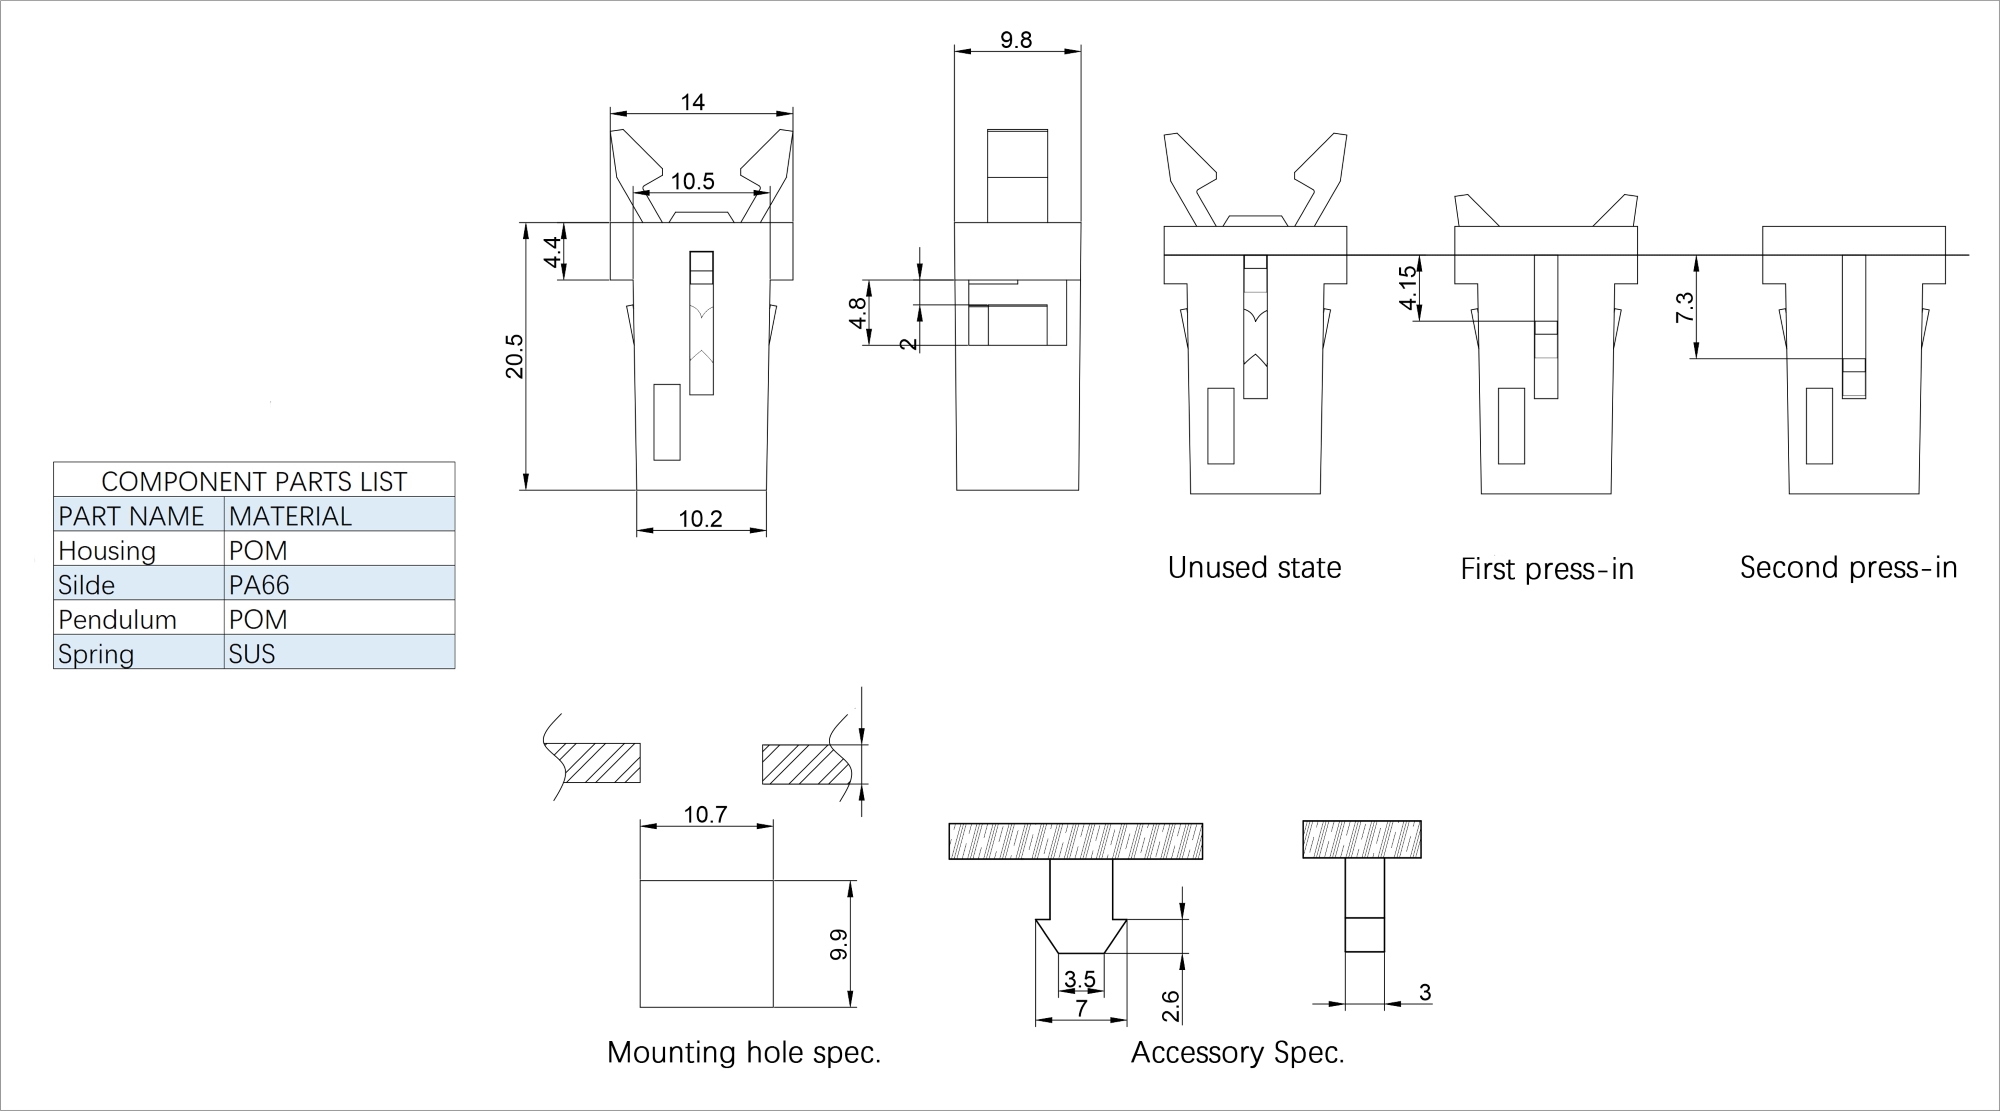 9.8
14
10.5
4.4
20.5
10.2
4.8
2
4.15
7.3
Unused state
First press-in
Second press-in
COMPONENT PARTS LIST
PART NAME MATERIAL
Housing POM
Silde PA66
Pendulum POM
Spring SUS
10.7
9.9
3.5
7
2.6
3
Mounting hole spec.
Accessory Spec.